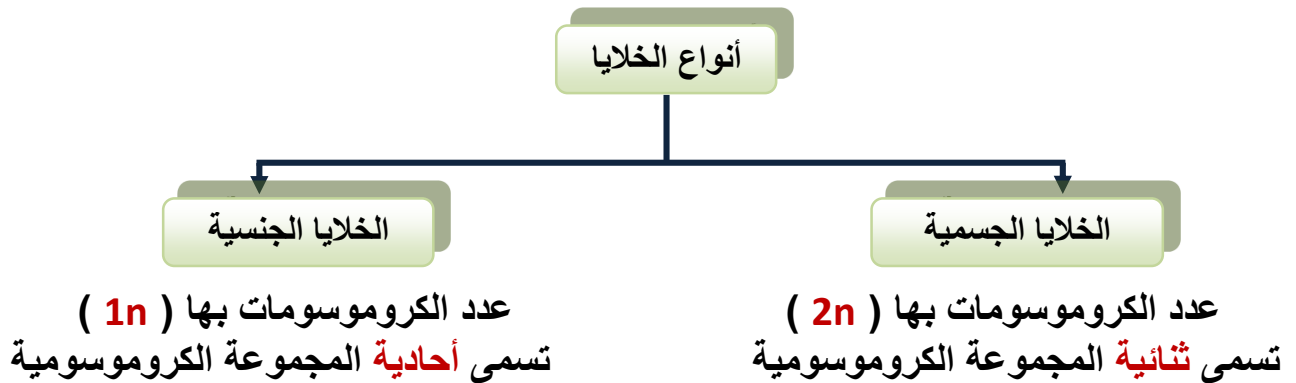 أنواع الخلايا
الخلايا الجسمية
عدد الكروموسومات بها ( 2n )
تسمى ثنائية المجموعة الكروموسومية
الخلايا الجنسية
عدد الكروموسومات بها ( 1n )
تسمى أحادية المجموعة الكروموسومية